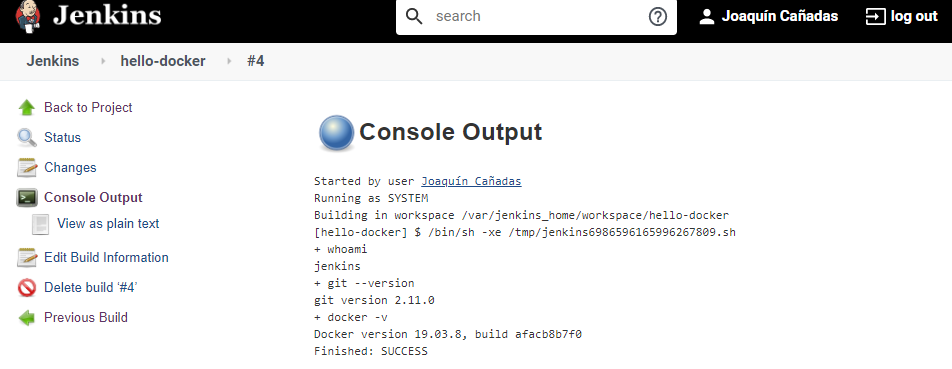 Jenkins
search
Joaquín Cañadas
log out
Jenkins
hello-docker
#4
Back to Project
Status
Changes
Console Output
View as plain text
Edit Build Information
Delete build ‘#4’
Previous Build
Console Output
Started by user Joaquín Cañadas
Running as SYSTEM
Building in workspace /var/jenkins_home/workspace/hello-docker
[hello-docker] $ /bin/sh -xe /tmp/jenkins6986596165996267809.sh
+ whoami
jenkins
+ git --version
git version 2.11.0
+ docker -v
Docker version 19.03.8, build afacb8b7f0
Finished: SUCCESS